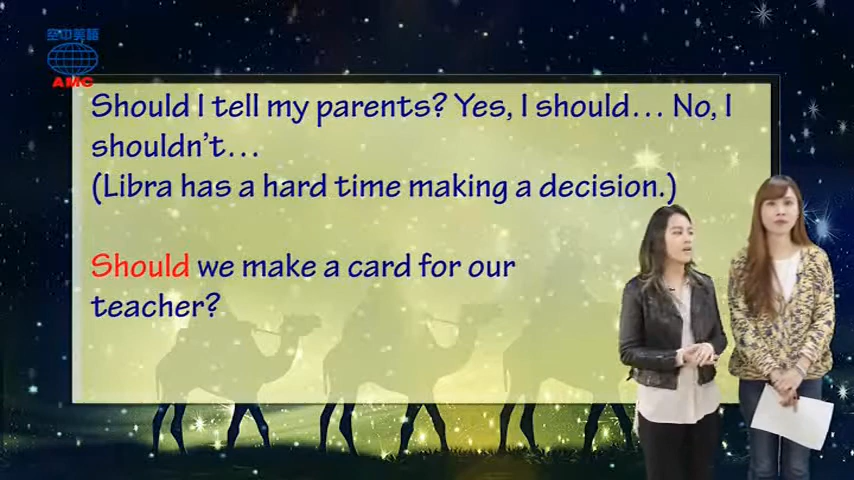 空中美語
AMC
Should I tell my parents? Yes, I should... No, I
shouldn't...
(Libra has a hard time making a decision.)
Should we make a card for our
teacher?